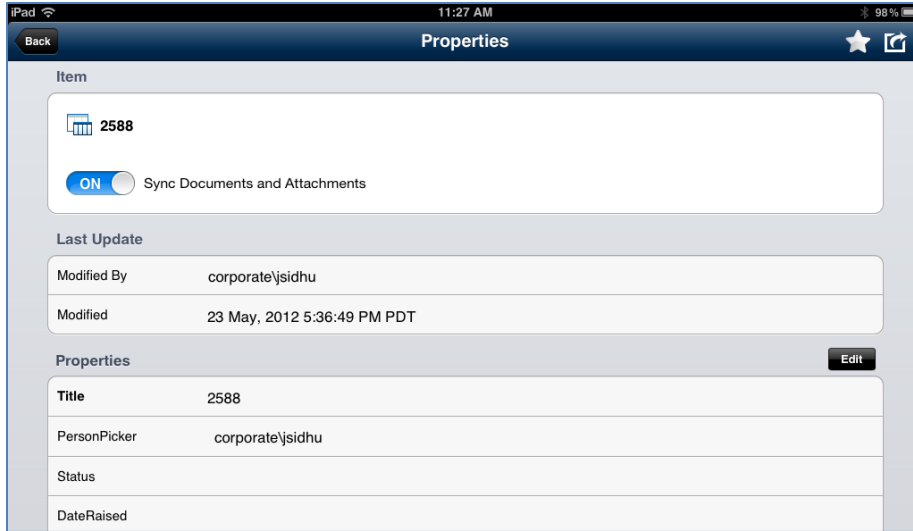 iPad 11:27 AM 98%
Back Properties
Item
2588
ON Sync Documents and Attachments
Last Update
Modified By corporate\jsidhu
Modified 23 May, 2012 5:36:49 PM PDT
Properties Edit
Title 2588
PersonPicker corporate\jsidhu
Status
DateRaised